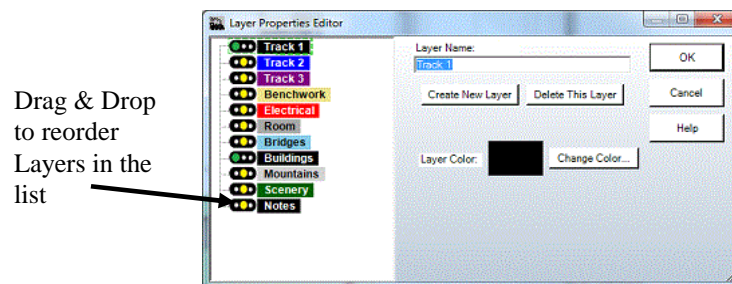 Layer Properties Editor
Drag & Drop
to reorder
Layers in the
list
Track 1
Track 2
Track 3
Benchwork
Electrical
Room
Bridges
Buildings
Mountains
Scenery
Notes
Layer Name:
Track 1
Create New Layer
Delete This Layer
Layer Color:
Change Color...
OK
Cancel
Help